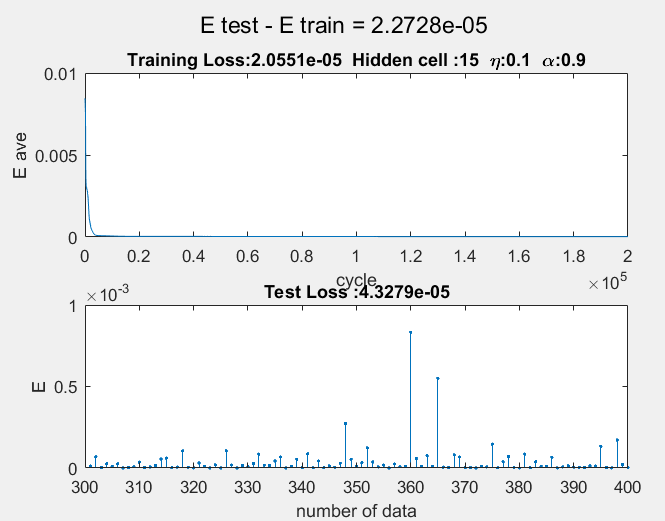 E test - E train = 2.2728e-05
Training Loss:2.0551e-05 Hidden cell :15 η:0.1 α:0.9
0.01
0.005
0
E ave
0 0.2 0.4 0.6 0.8 1 1.2 1.4 1.6 1.8 2
cycle
×10^5
×10^-3
Test Loss :4.3279e-05
1
0.5
0
E
300 310 320 330 340 350 360 370 380 390 400
number of data